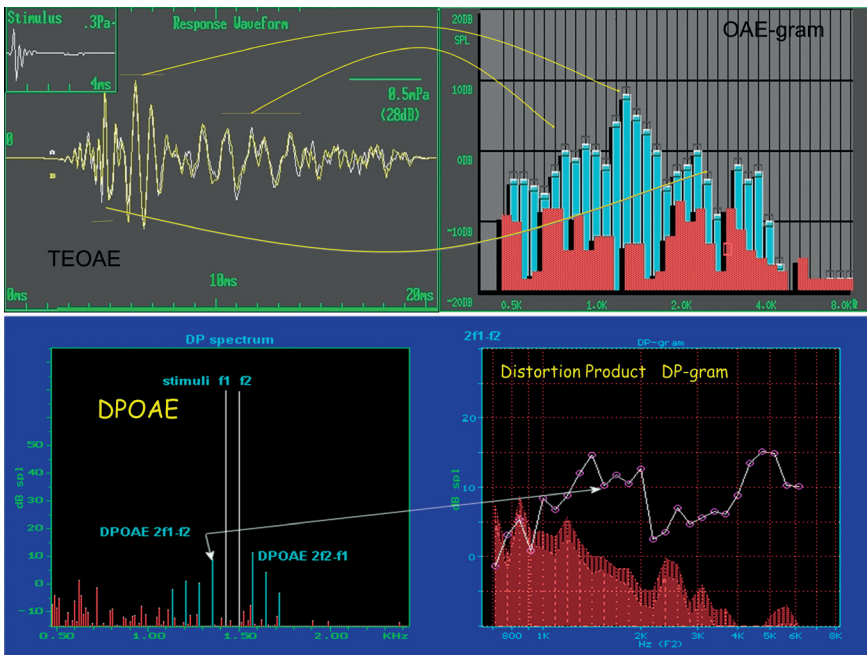 Stimulus .3Pa-
4ms
Response Waveform
0.5mPa
(28dB)
0
A
B
TEOAE
0ms 10ms 20ms
OAE-gram
20DB
SPL
10DB
0DB
-10DB
-20DB
0.5K 1.0K 2.0K 4.0K 8.0K
DP spectrum
stimuli f1 f2
DPOAE
dB spl
50
40
30
20
10
0
-10
DPOAE 2f1-f2
DPOAE 2f2-f1
0.50 1.00 1.50 2.00 KHz
2f1-f2
DP-gram
Distortion Product DP-gram
dB spl
20
10
0
800 1K 2K 3K 4K 5K 6K
Hz (F2)